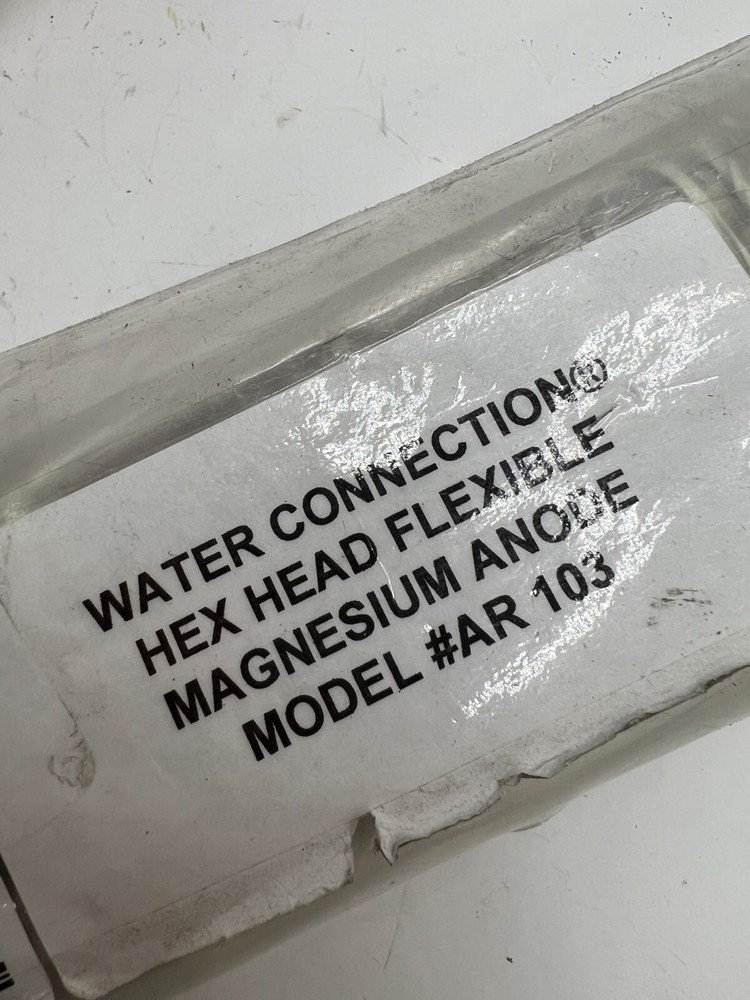 WATER CONNECTION®
HEX HEAD FLEXIBLE
MAGNESIUM ANODE
MODEL #AR 103